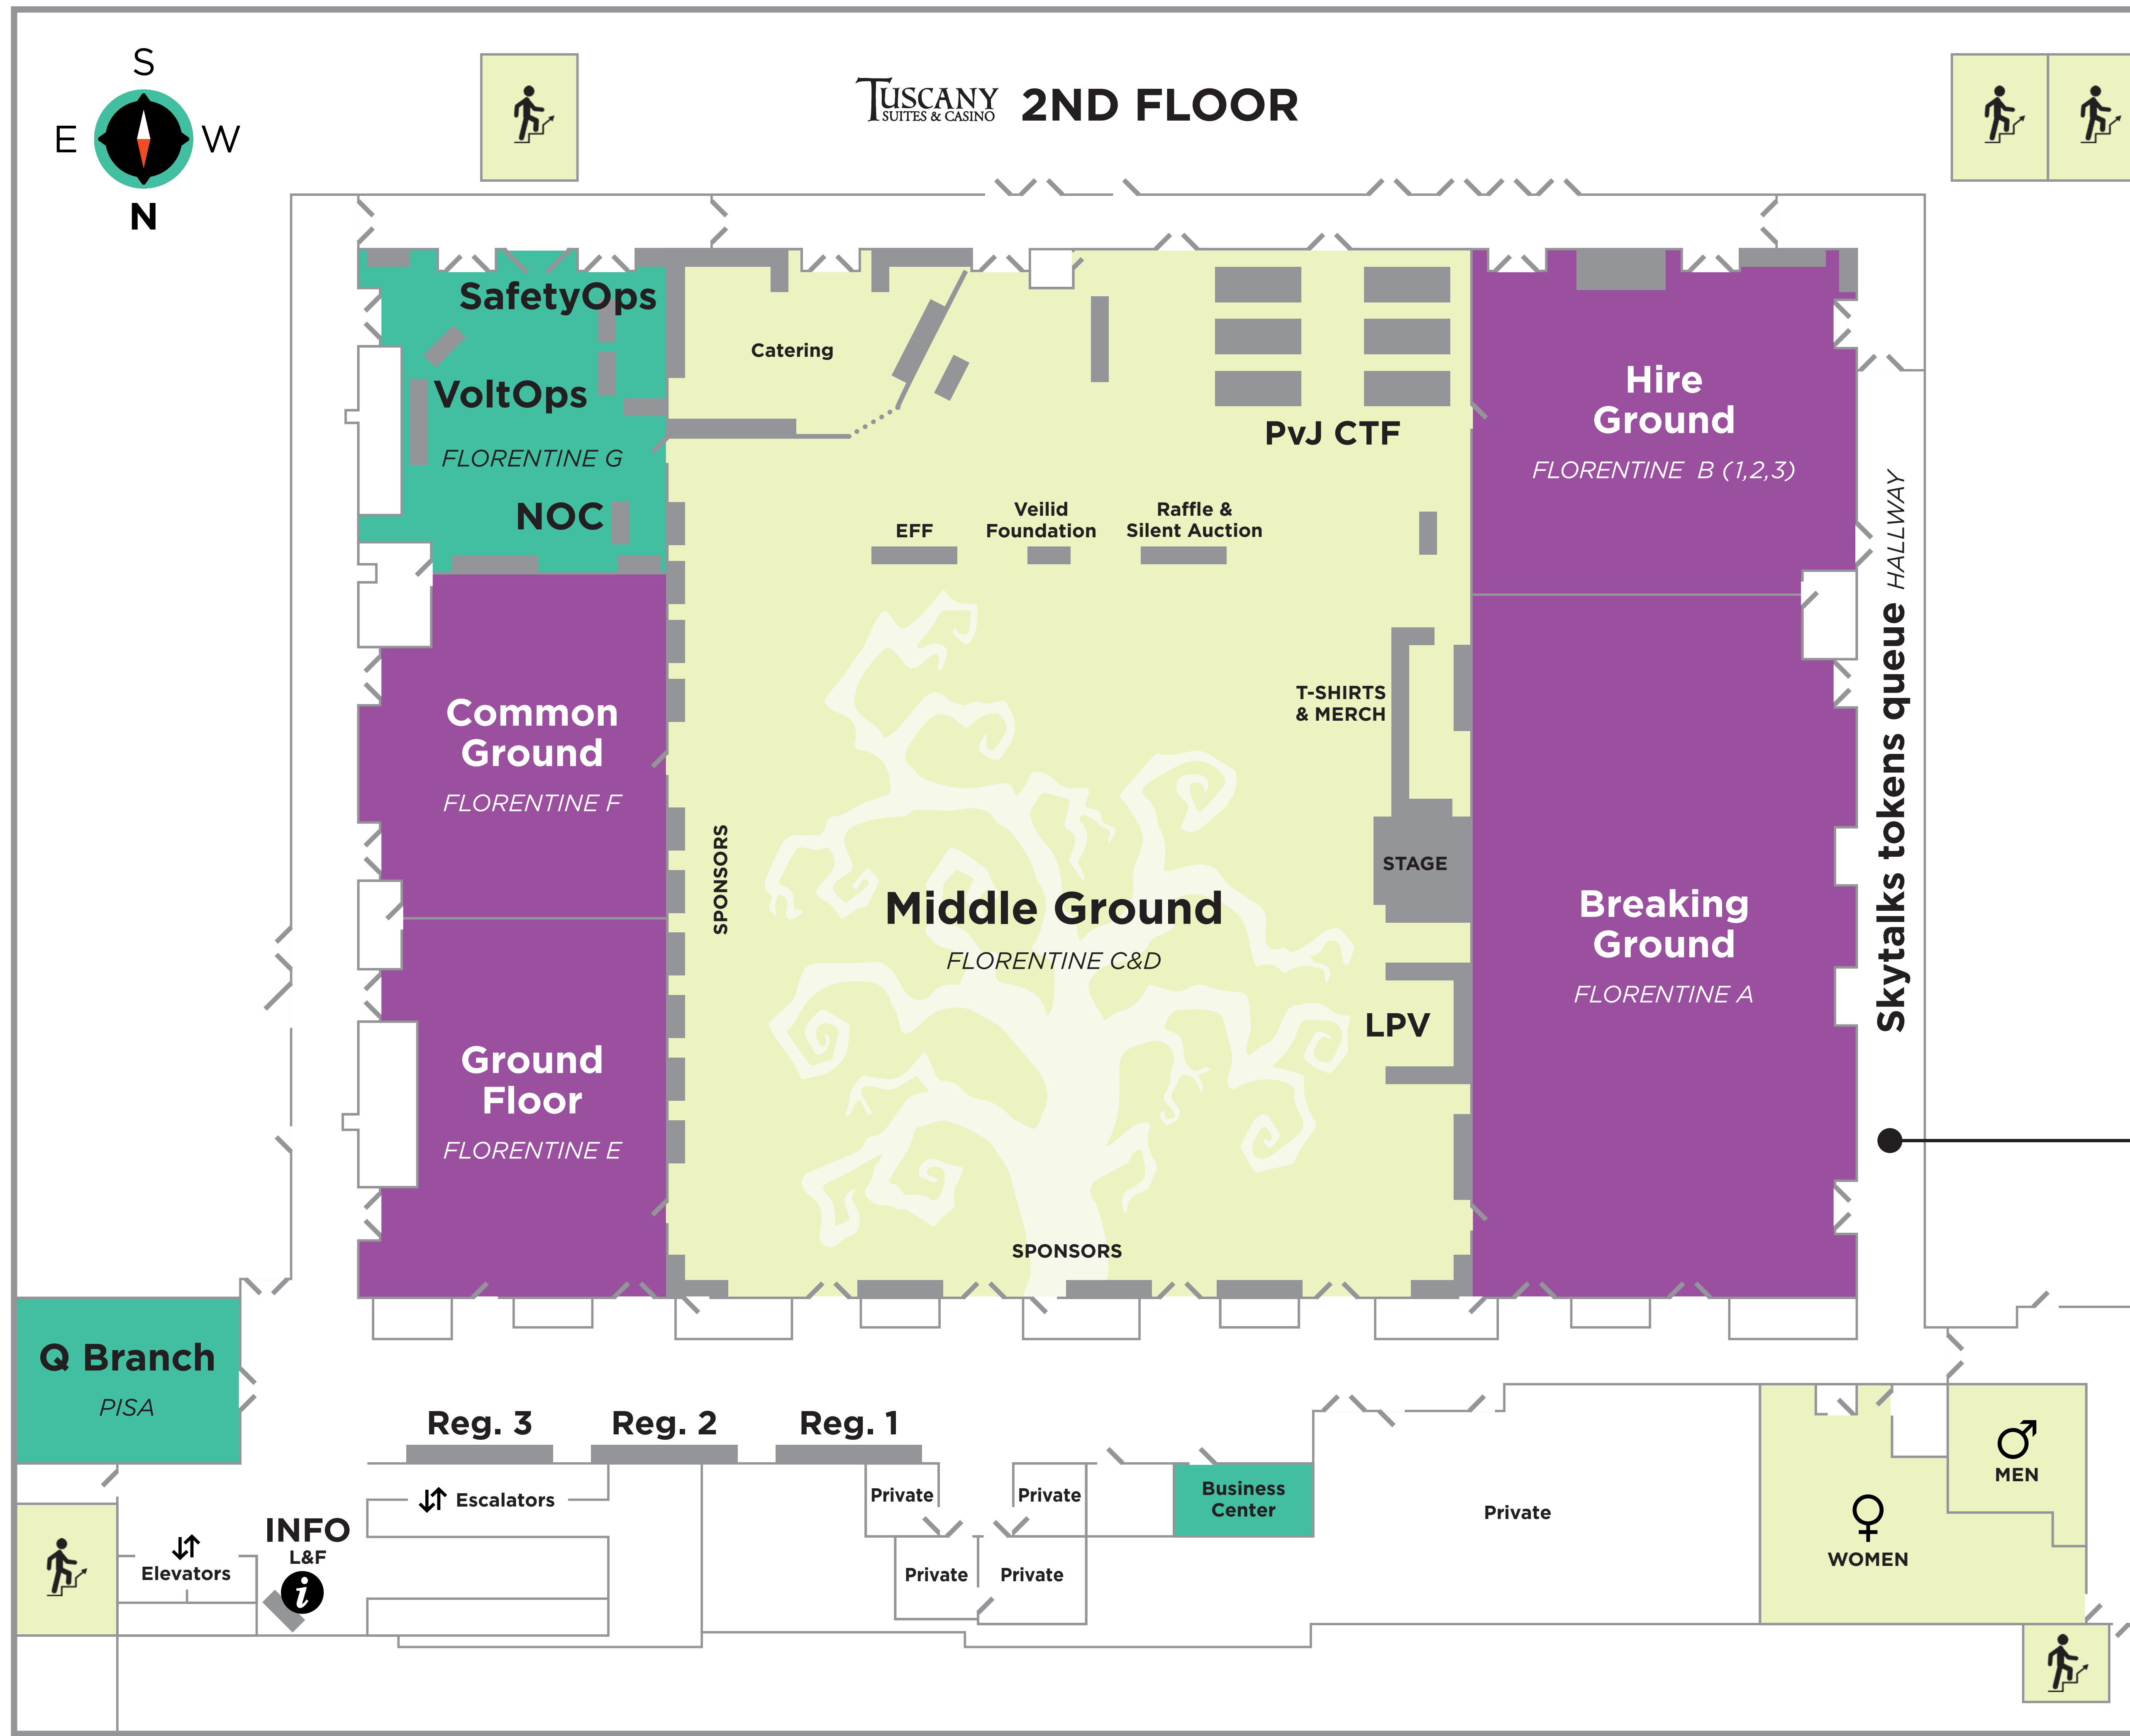 S
E
W
N
TUSCANY
SUITES & CASINO
2ND FLOOR
SafetyOps
VoltOps
FLORENTINE G
NOC
Catering
PvJ CTF
EFF
Veilid
Foundation
Raffle &
Silent Auction
Hire
Ground
FLORENTINE B (1,2,3)
Skytalks tokens queue HALLWAY
Common
Ground
FLORENTINE F
T-SHIRTS
& MERCH
STAGE
SPONSORS
Middle Ground
FLORENTINE C&D
Breaking
Ground
FLORENTINE A
LPV
Ground
Floor
FLORENTINE E
SPONSORS
Q Branch
PISA
Reg. 3
Reg. 2
Reg. 1
Escalators
Private
Private
Business
Center
Private
MEN
INFO
L&F
i
Elevators
Private
Private
WOMEN